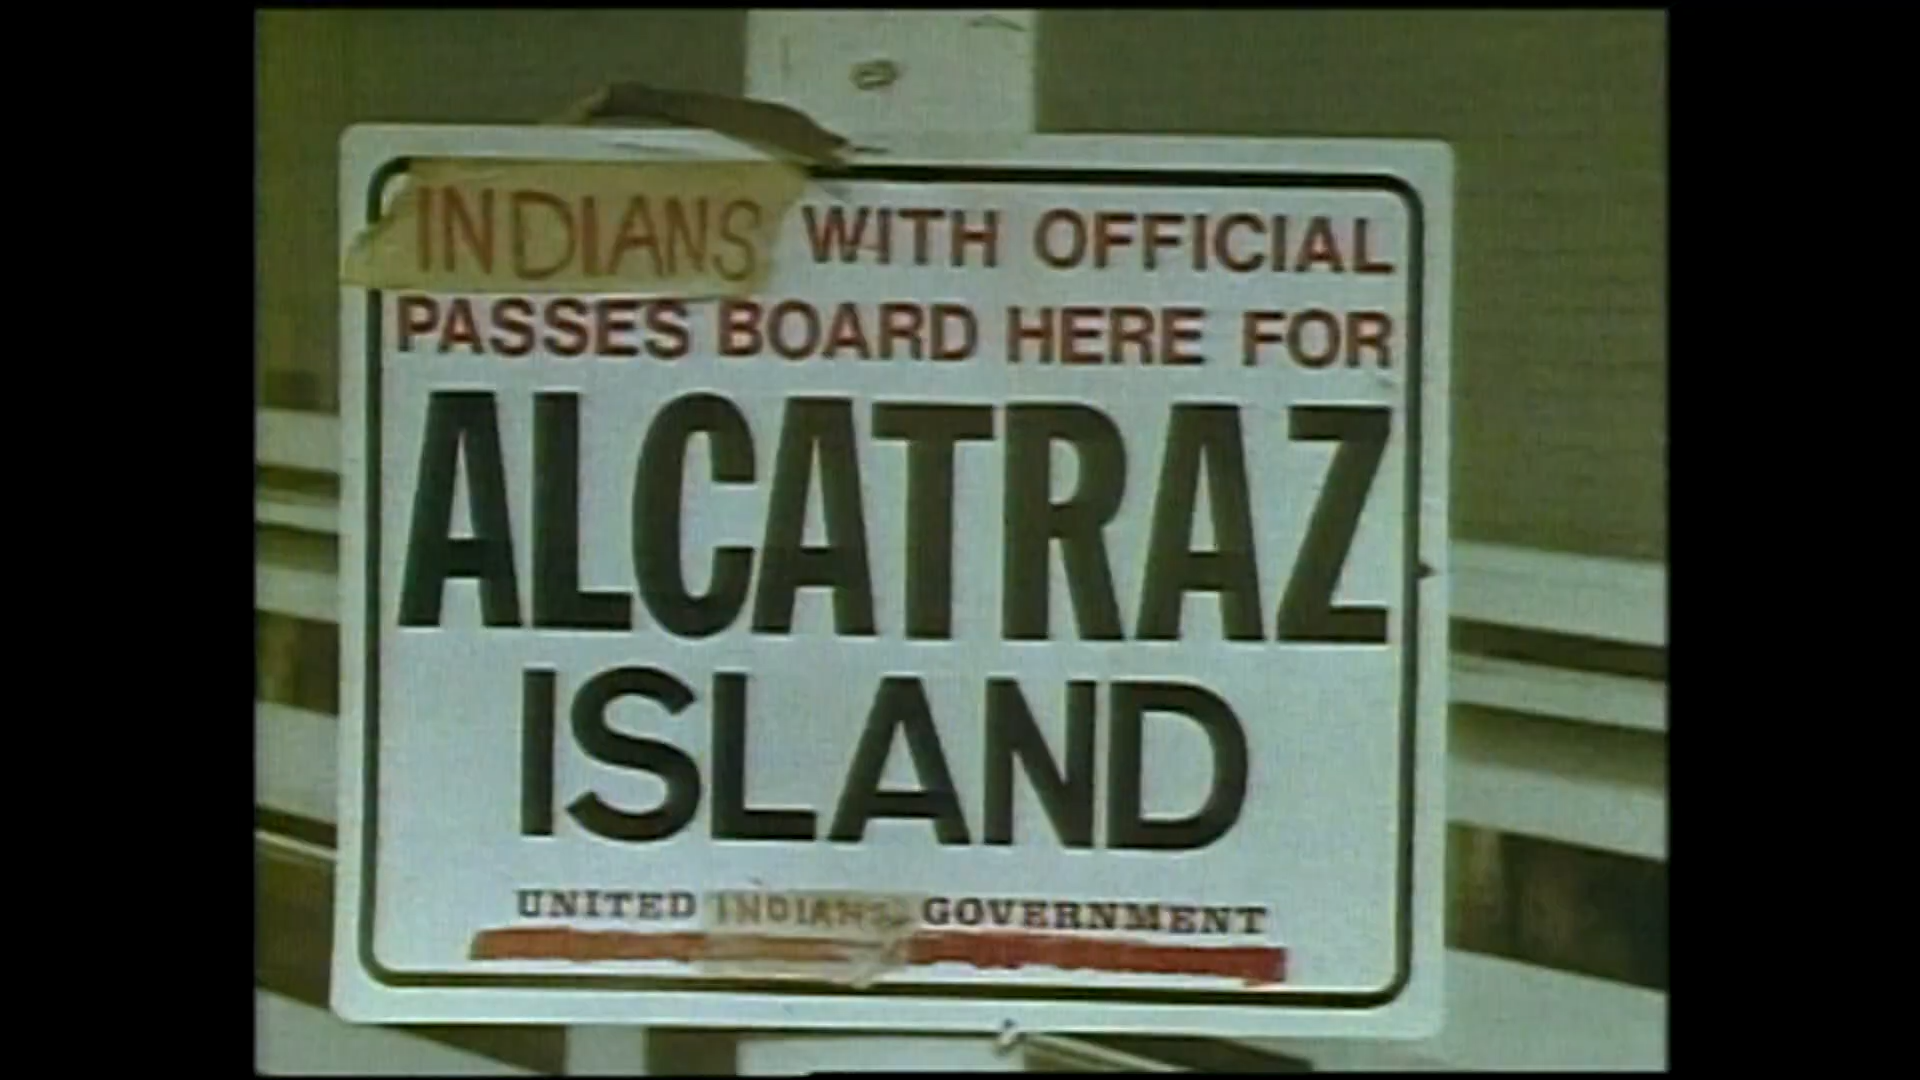 INDIANS WITH OFFICIAL
PASSES BOARD HERE FOR
ALCATRAZ
ISLAND
UNITED INDIANS GOVERNMENT